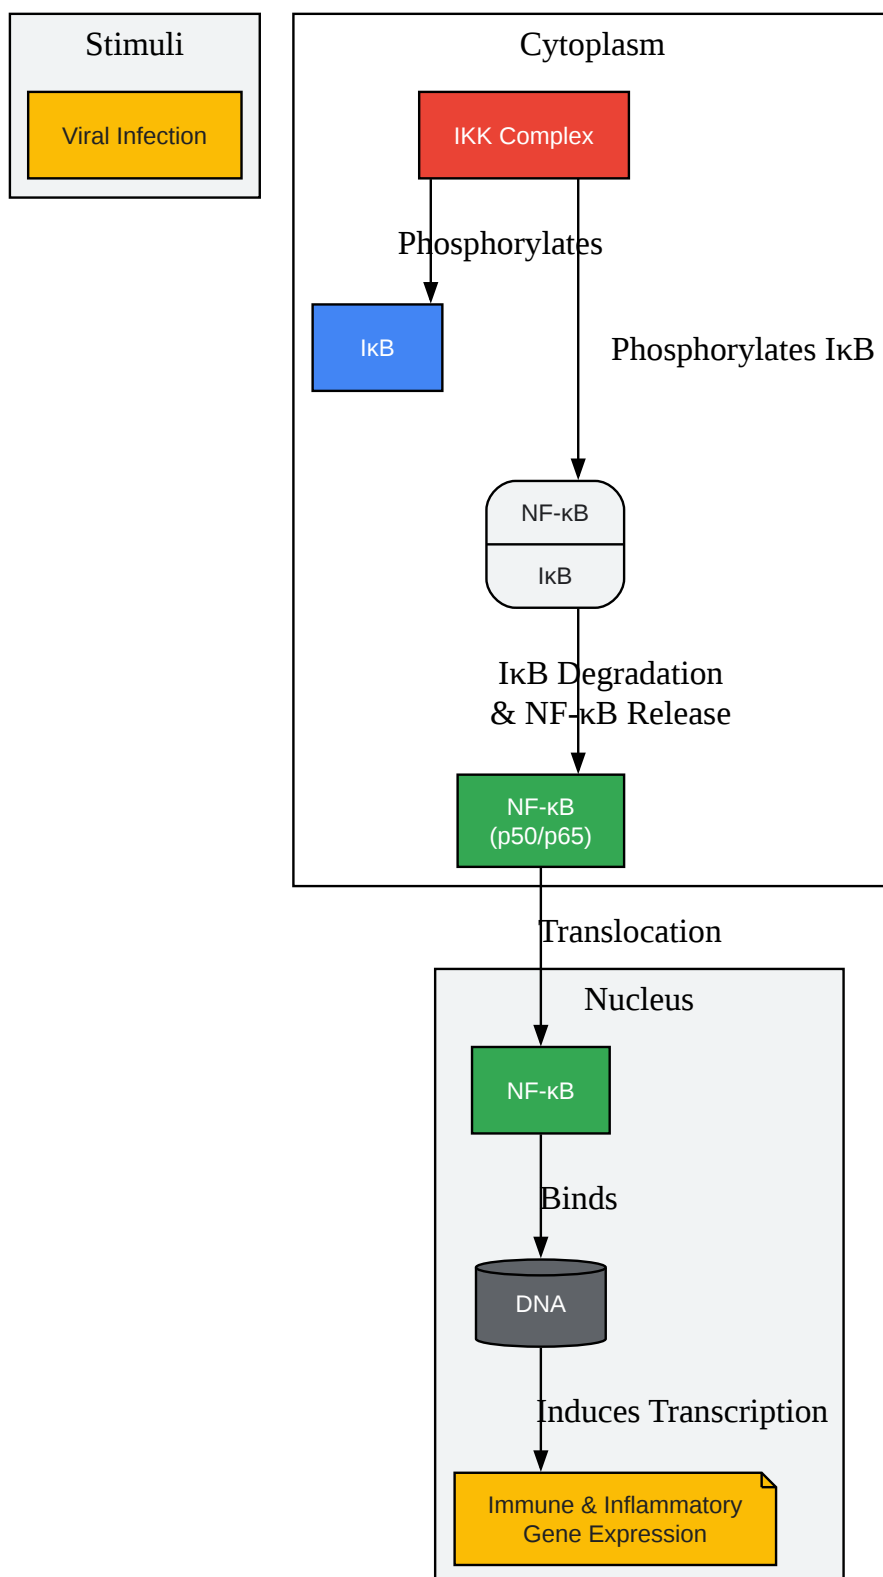 Stimuli
Viral Infection
Cytoplasm
IKK Complex
Phosphorylates
IκB
Phosphorylates IκB
NF-κB
IκB
IκB Degradation
& NF-κB Release
NF-κB
(p50/p65)
Translocation
Nucleus
NF-κB
Binds
DNA
Induces Transcription
Immune & Inflammatory
Gene Expression